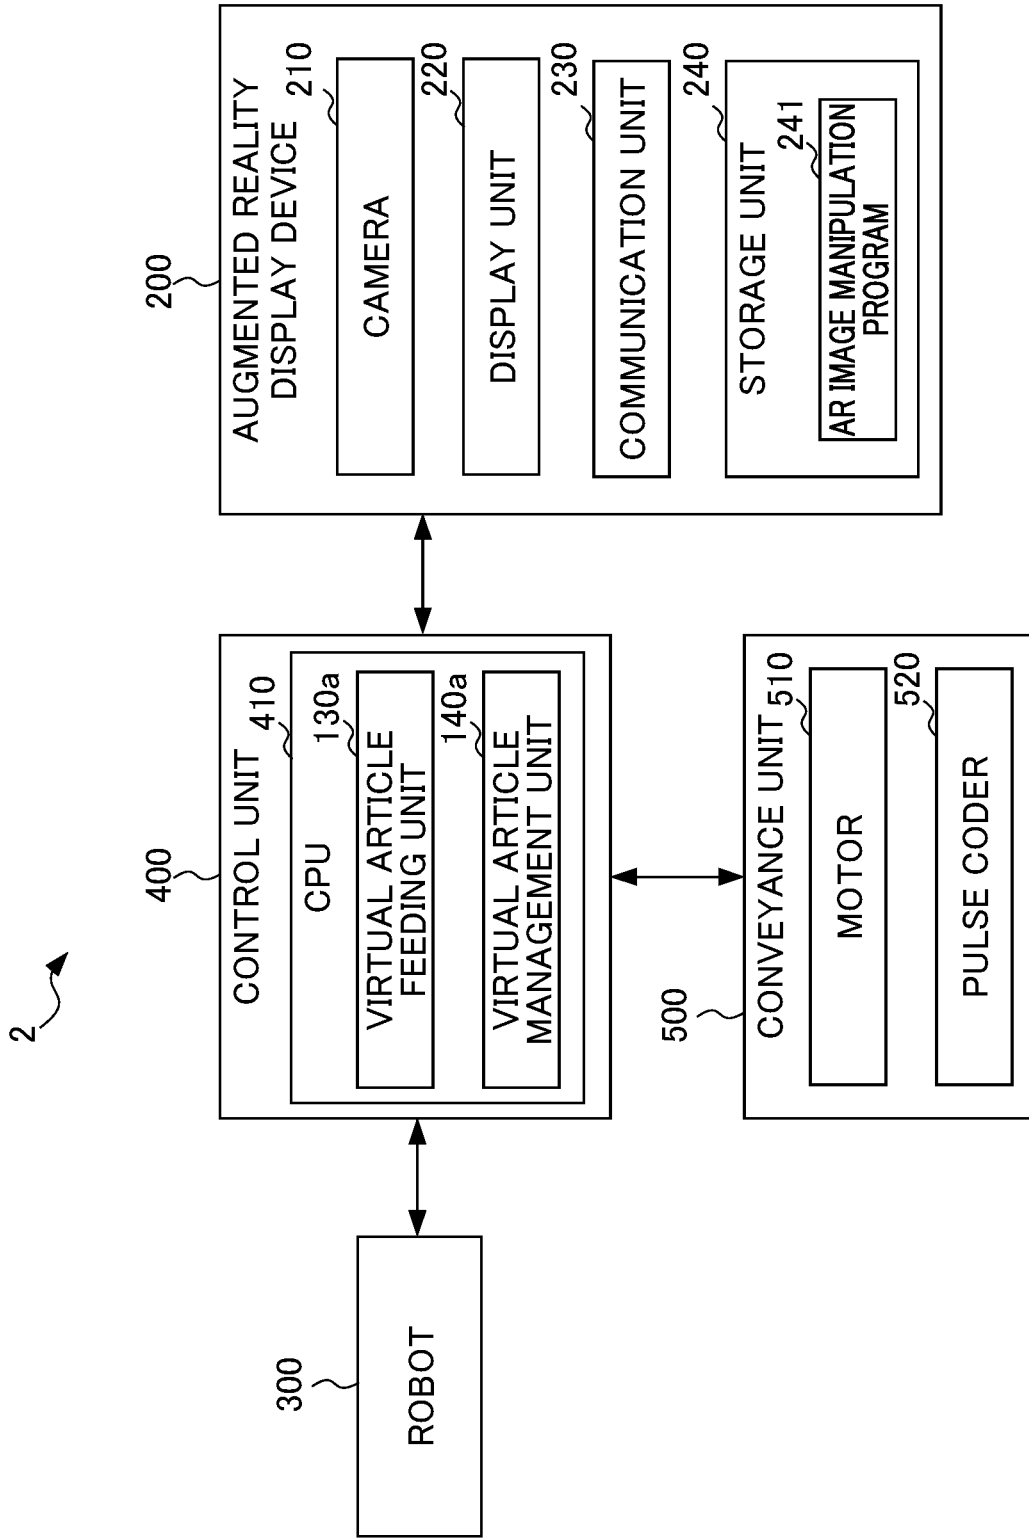 2
300
ROBOT
400
CONTROL UNIT
410
CPU
130a
VIRTUAL ARTICLE
FEEDING UNIT
140a
VIRTUAL ARTICLE
MANAGEMENT UNIT
500
CONVEYANCE UNIT
510
MOTOR
520
PULSE CODER
200
AUGMENTED REALITY
DISPLAY DEVICE
210
CAMERA
220
DISPLAY UNIT
230
COMMUNICATION UNIT
240
STORAGE UNIT
241
AR IMAGE MANIPULATION
PROGRAM